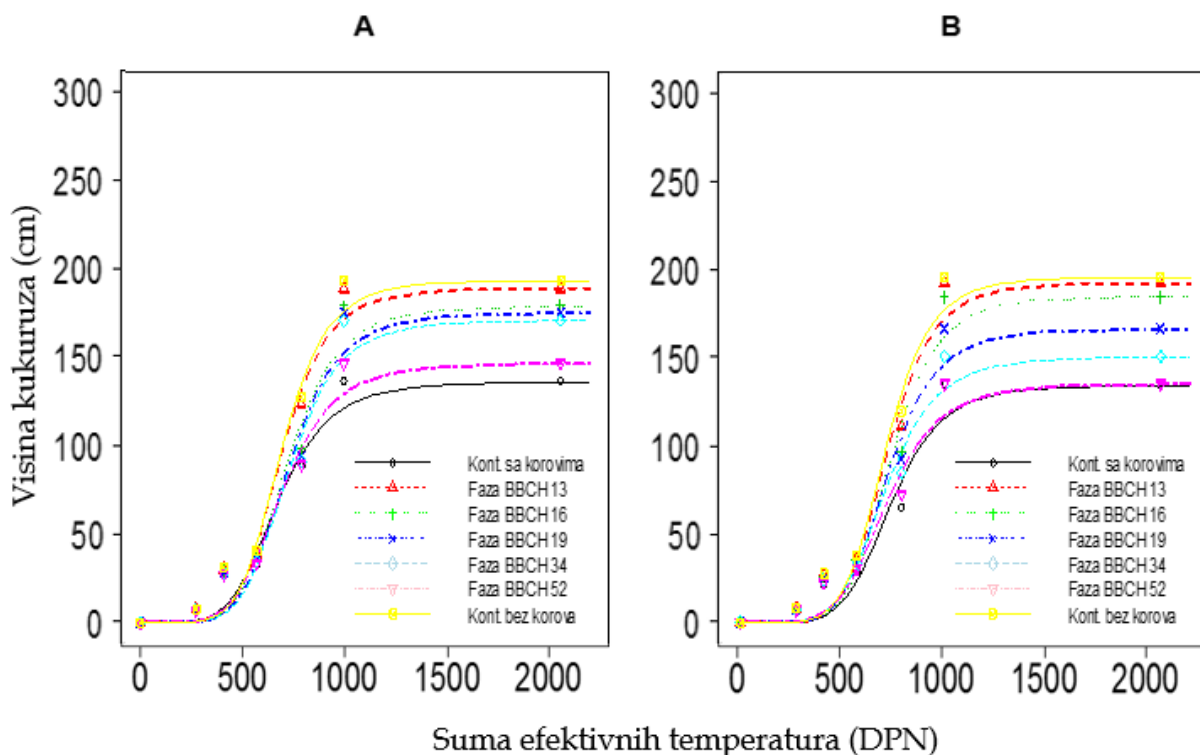 A
B
Visina kukuruza (cm)
300
250
200
150
100
50
0
Kont. sa korovima
Faza BBCH13
Faza BBCH16
Faza BBCH19
Faza BBCH34
Faza BBCH52
Kont. bez korova
0 500 1000 1500 2000
300
250
200
150
100
50
0
Kont. sa korovima
Faza BBCH13
Faza BBCH16
Faza BBCH19
Faza BBCH34
Faza BBCH52
Kont. bez korova
0 500 1000 1500 2000
Suma efektivnih temperatura (DPN)